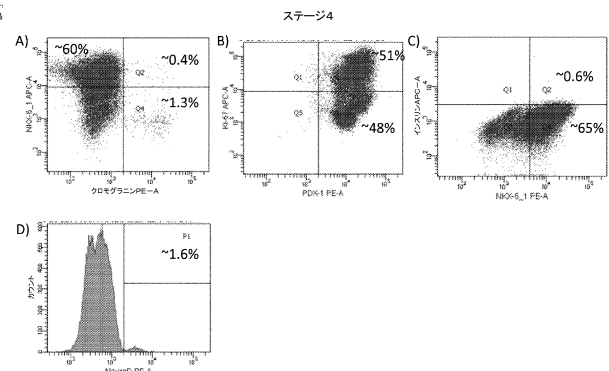 ステージ4
A)
~60%
~0.4%
Q2
~1.3%
Q4
NKX-6_1 APC-A
クロモグラニンPE-A
B)
~51%
Q1
Q3
~48%
Ki-67 APC-A
PDX-1 PE-A
C)
~0.6%
Q1
Q2
~65%
インスリンAPC-A
NKX-6_1 PE-A
D)
P1
~1.6%
カウント